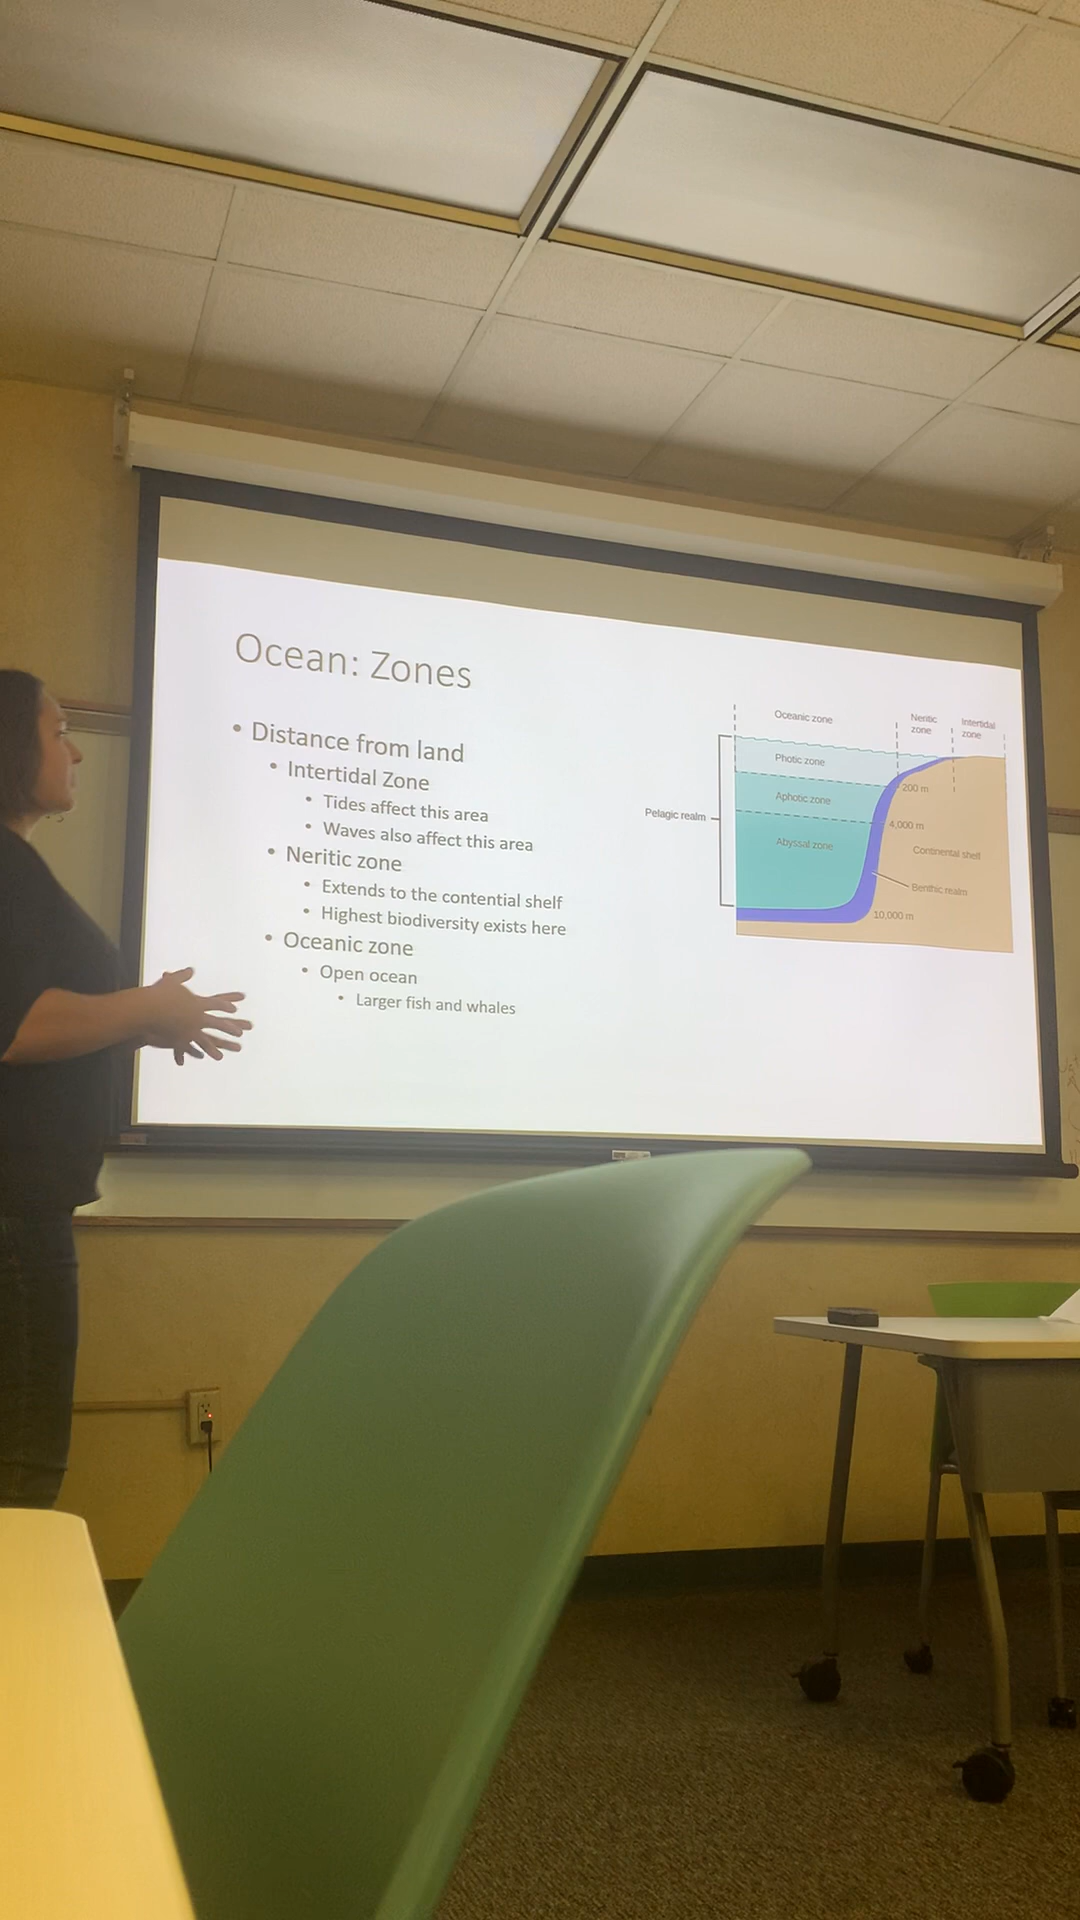 Ocean: Zones
• Distance from land
• Intertidal Zone
• Tides affect this area
• Waves also affect this area
• Neritic zone
• Extends to the contential shelf
• Highest biodiversity exists here
• Oceanic zone
• Open ocean
• Larger fish and whales
Oceanic zone
Neritic
zone
Intertidal
zone
Photic zone
200 m
Aphotic zone
Pelagic realm
4,000 m
Abyssal zone
Continental shelf
Benthic realm
10,000 m